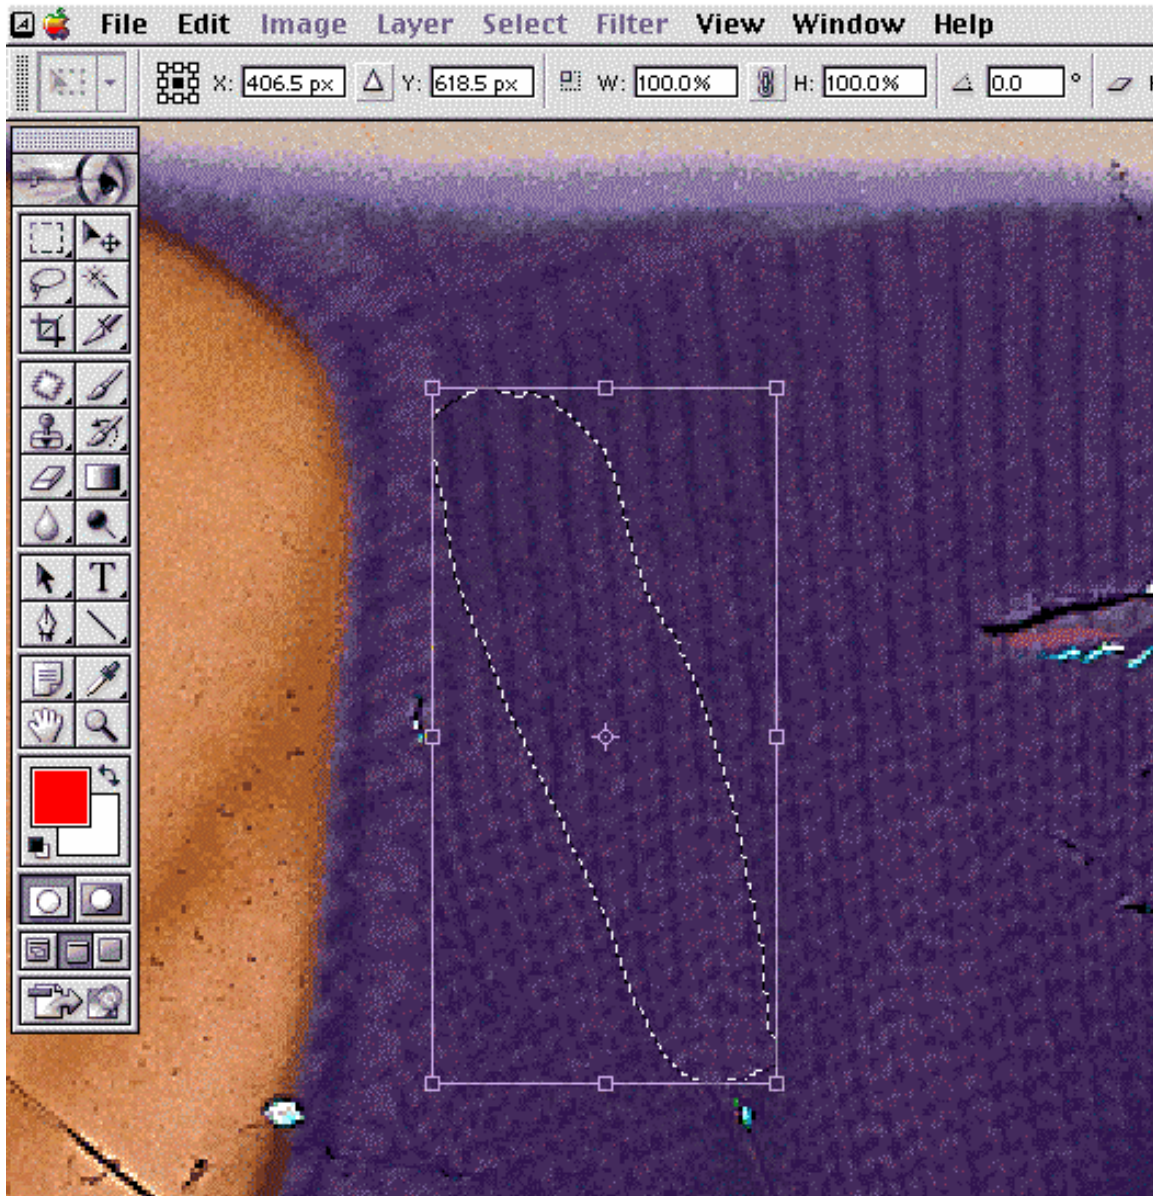 File Edit Image Layer Select Filter View Window Help
X: 406.5 px Y: 618.5 px W: 100.0% H: 100.0% 0.0 °
T